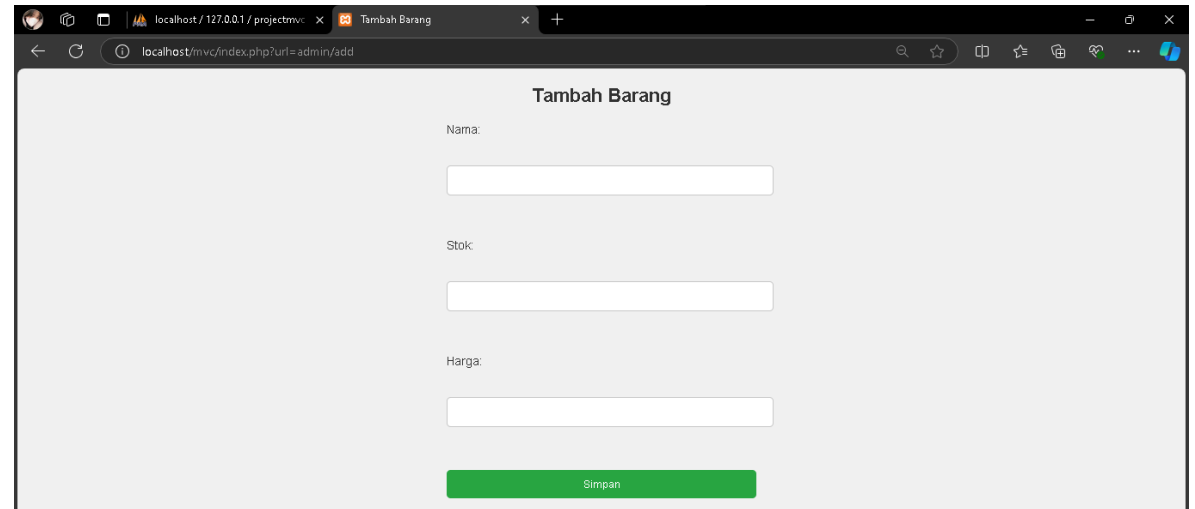 localhost / 127.0.0.1 / projectmvc
Tambah Barang
localhost/mvc/index.php?url=admin/add
Tambah Barang
Nama:
Stok:
Harga:
Simpan